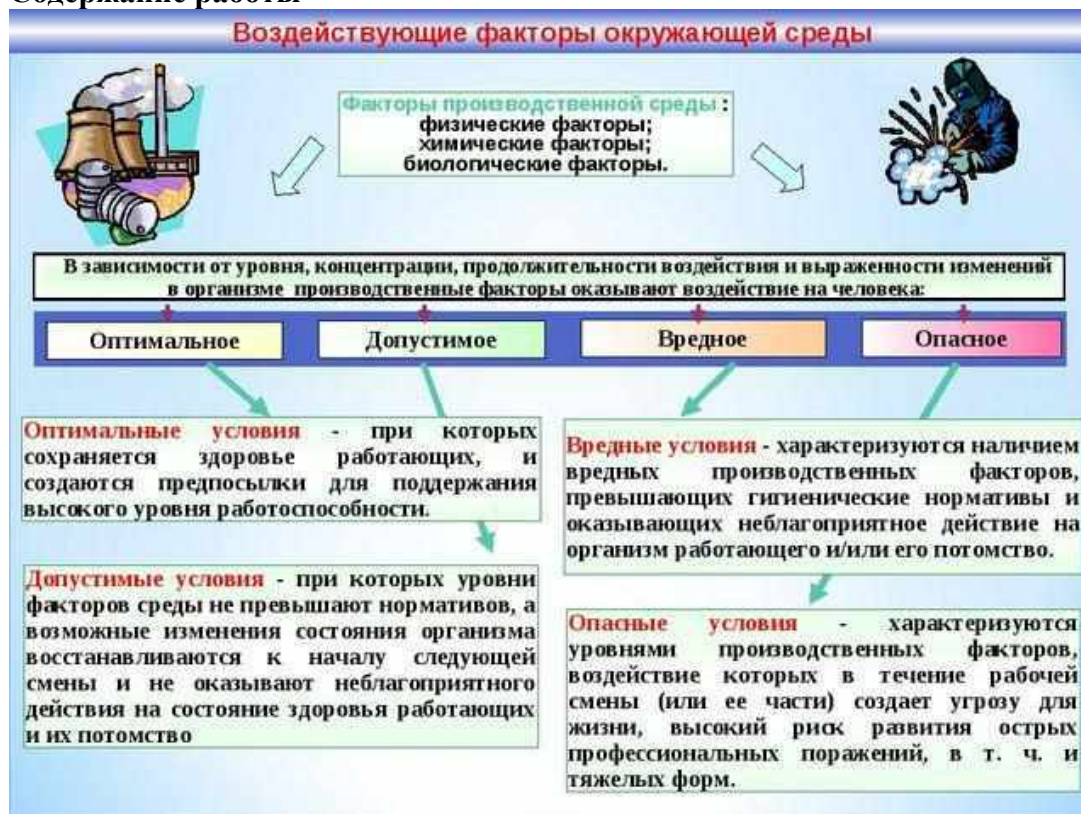 Содержание работы
Воздействующие факторы окружающей среды
Факторы производственной среды :
физические факторы;
химические факторы;
биологические факторы.
В зависимости от уровня, концентрации, продолжительности воздействия и выраженности изменений
в организме производственные факторы оказывают воздействие на человека:
Оптимальное
Допустимое
Вредное
Опасное
Оптимальные условия - при которых
сохраняется здоровье работающих, и
создаются предпосылки для поддержания
высокого уровня работоспособности.
Допустимые условия - при которых уровни
факторов среды не превышают нормативов, а
возможные изменения состояния организма
восстанавливаются к началу следующей
смены и не оказывают неблагоприятного
действия на состояние здоровья работающих
и их потомство
Вредные условия - характеризуются наличием
вредных производственных факторов,
превышающих гигиенические нормативы и
оказывающих неблагоприятное действие на
организм работающего и/или его потомство.
Опасные условия - характеризуются
уровнями производственных факторов,
воздействие которых в течение рабочей
смены (или ее части) создает угрозу для
жизни, высокий риск развития острых
профессиональных поражений, в т. ч. и
тяжелых форм.